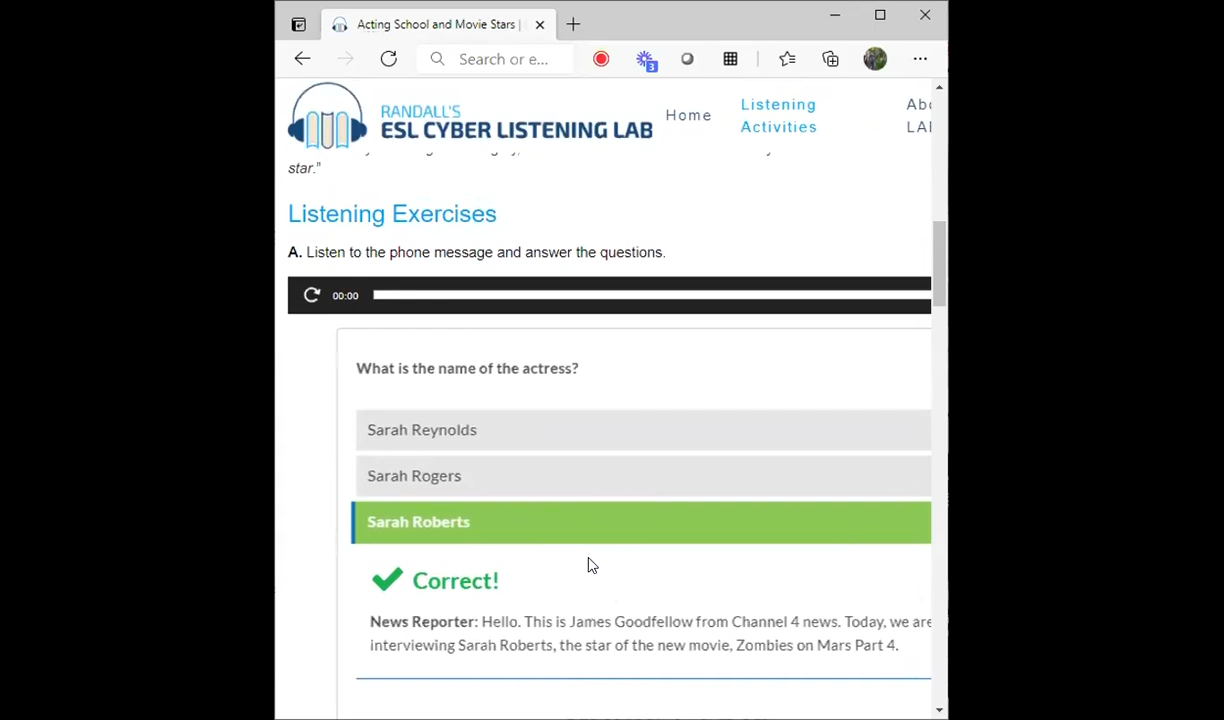 Acting School and Movie Stars |
Search or e...
3
RANDALL'S
ESL CYBER LISTENING LAB
Home
Listening
Activities
Abo
LAB
star."
Listening Exercises
A. Listen to the phone message and answer the questions.
00:00
What is the name of the actress?
Sarah Reynolds
Sarah Rogers
Sarah Roberts
Correct!
News Reporter: Hello. This is James Goodfellow from Channel 4 news. Today, we are
interviewing Sarah Roberts, the star of the new movie, Zombies on Mars Part 4.